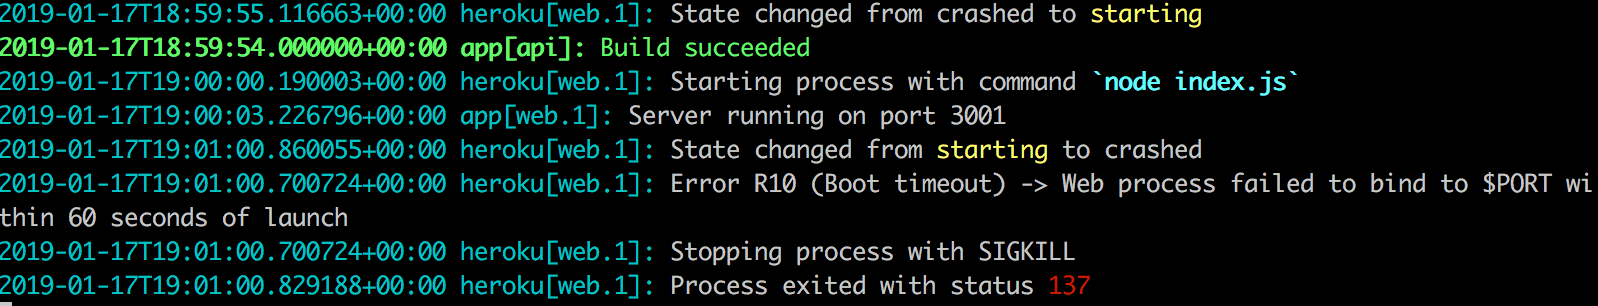 2019-01-17T18:59:55.116663+00:00 heroku[web.1]: State changed from crashed to starting
2019-01-17T18:59:54.000000+00:00 app[api]: Build succeeded
2019-01-17T19:00:00.190003+00:00 heroku[web.1]: Starting process with command `node index.js`
2019-01-17T19:00:03.226796+00:00 app[web.1]: Server running on port 3001
2019-01-17T19:01:00.860055+00:00 heroku[web.1]: State changed from starting to crashed
2019-01-17T19:01:00.700724+00:00 heroku[web.1]: Error R10 (Boot timeout) -> Web process failed to bind to $PORT wi
thin 60 seconds of launch
2019-01-17T19:01:00.700724+00:00 heroku[web.1]: Stopping process with SIGKILL
2019-01-17T19:01:00.829188+00:00 heroku[web.1]: Process exited with status 137